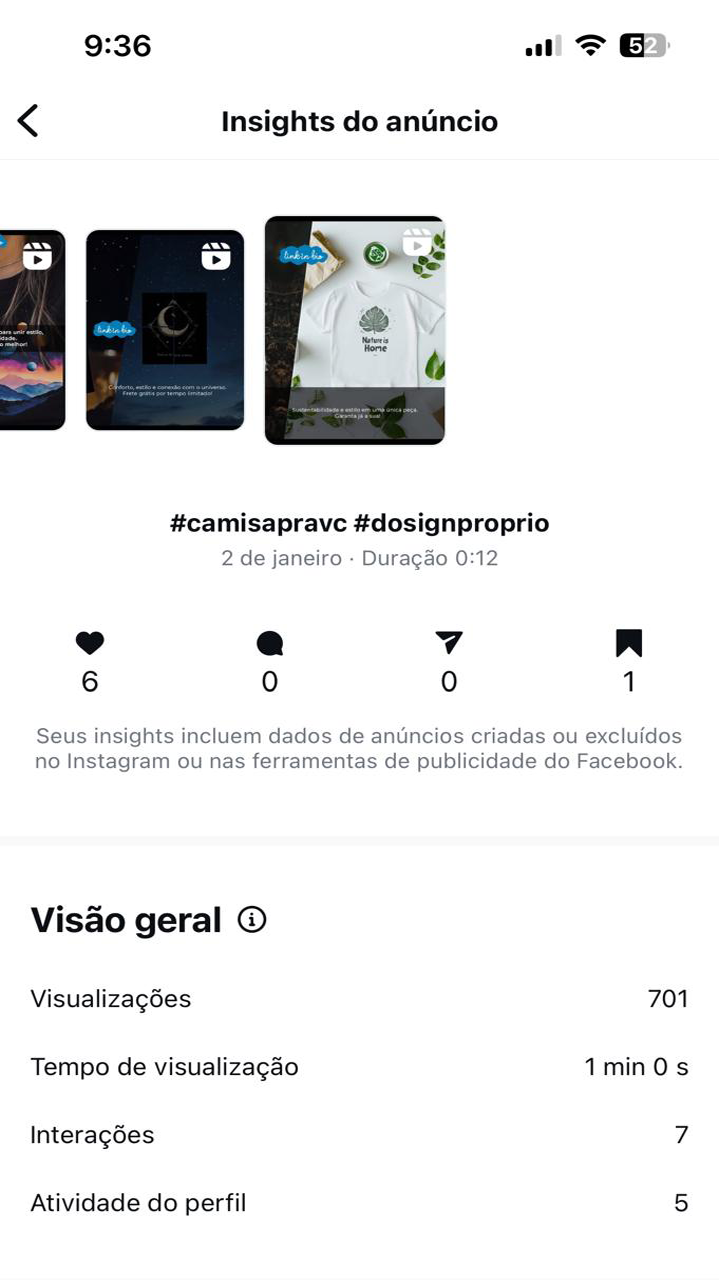 9:36
52
Insights do anúncio
para unir estilo,
idade.
o melhor!
link in bio
Conforto, estilo e conexão com o universo.
Frete grátis por tempo limitado!
link in bio
Nature is
Home
Sustentabilidade e estilo em uma única peça.
Garanta já a sua!
#camisapravc #dosignproprio
2 de janeiro · Duração 0:12
6
0
0
1
Seus insights incluem dados de anúncios criadas ou excluídos
no Instagram ou nas ferramentas de publicidade do Facebook.
Visão geral
Visualizações 701
Tempo de visualização 1 min 0 s
Interações 7
Atividade do perfil 5